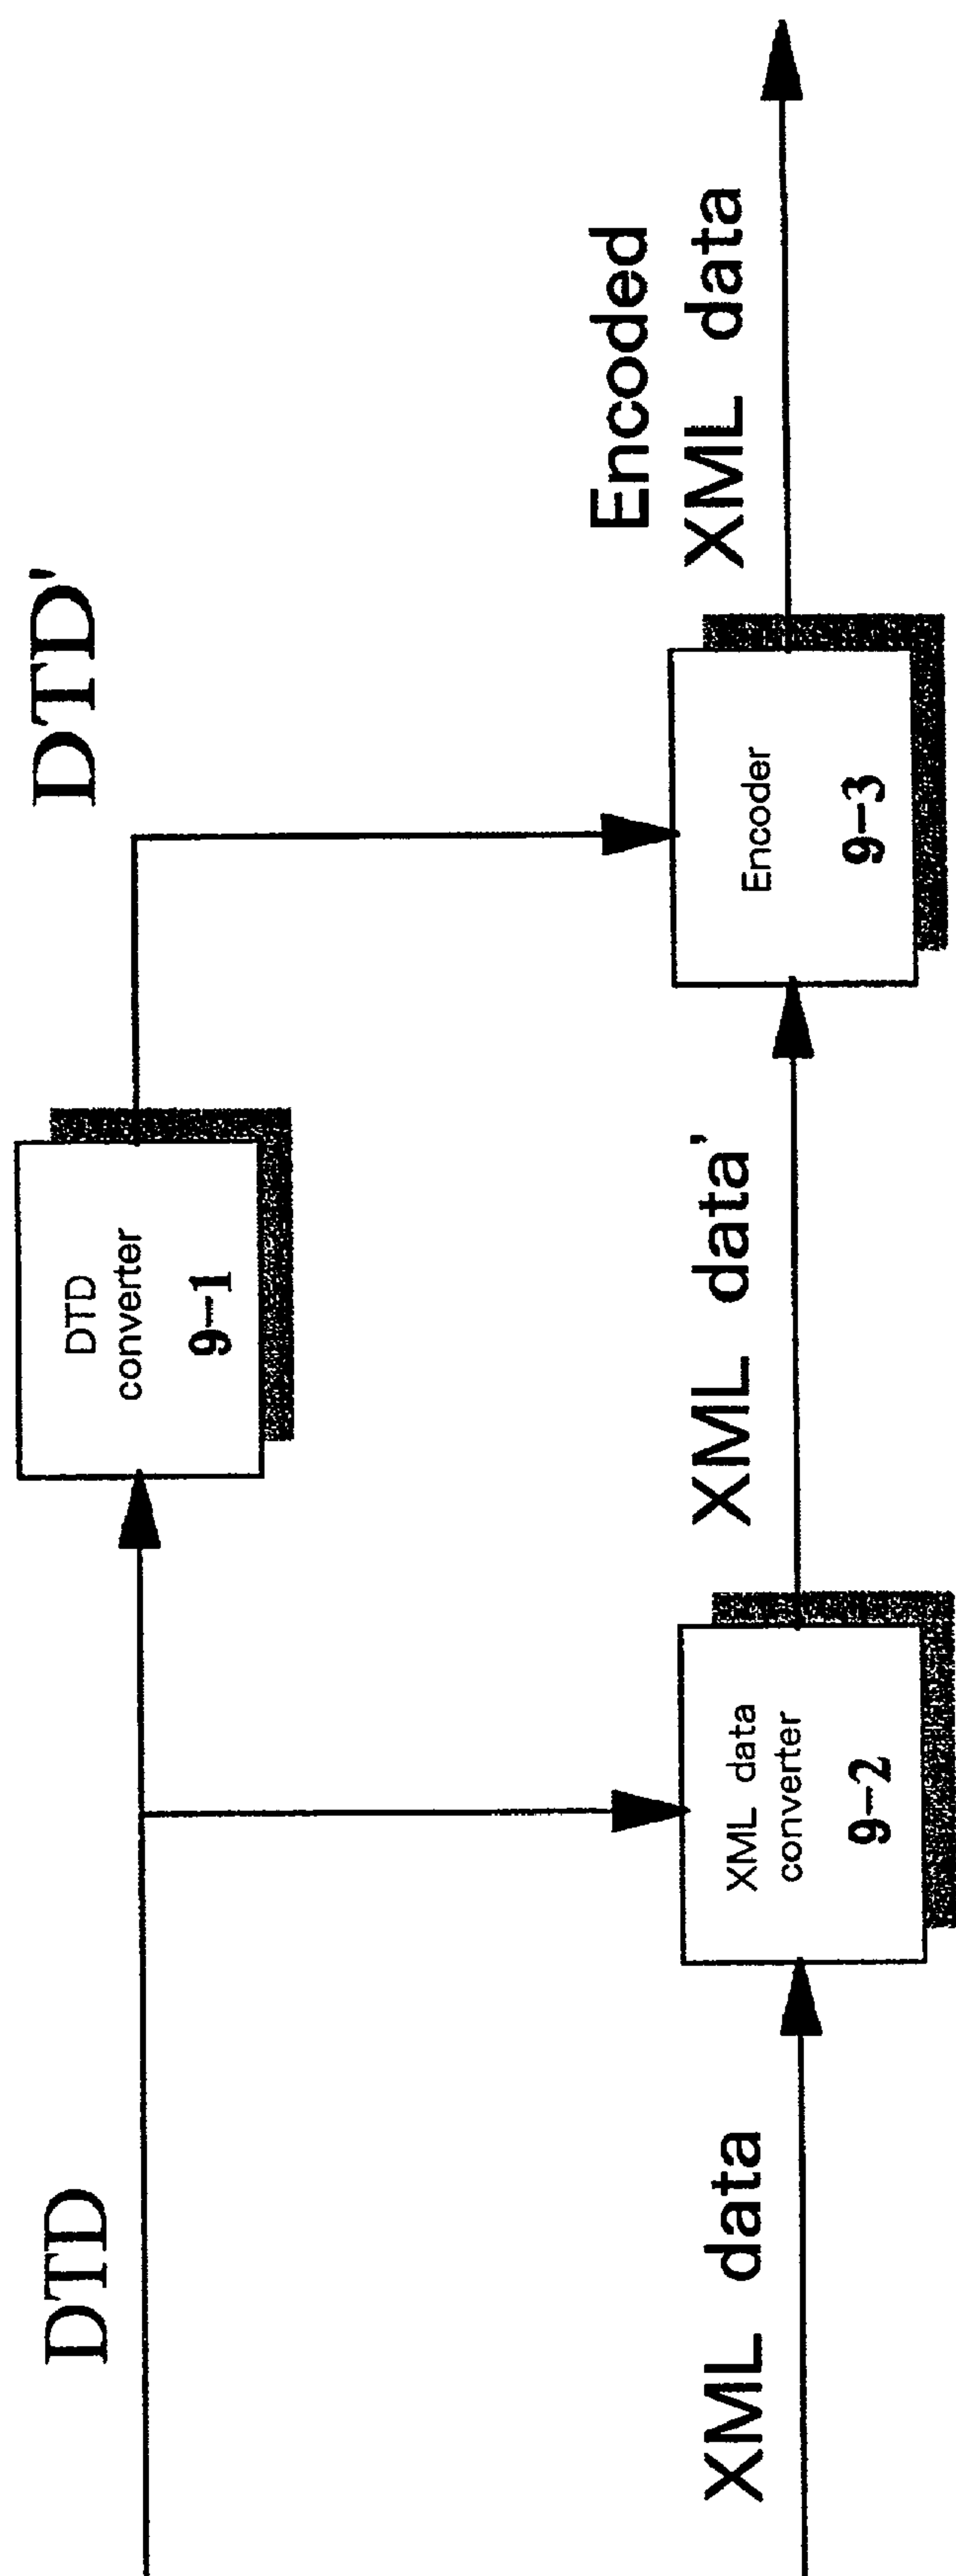 DTD
DTD'
DTD
converter
9-1
XML data
XML data
converter
9-2
XML data'
Encoder
9-3
Encoded
XML data